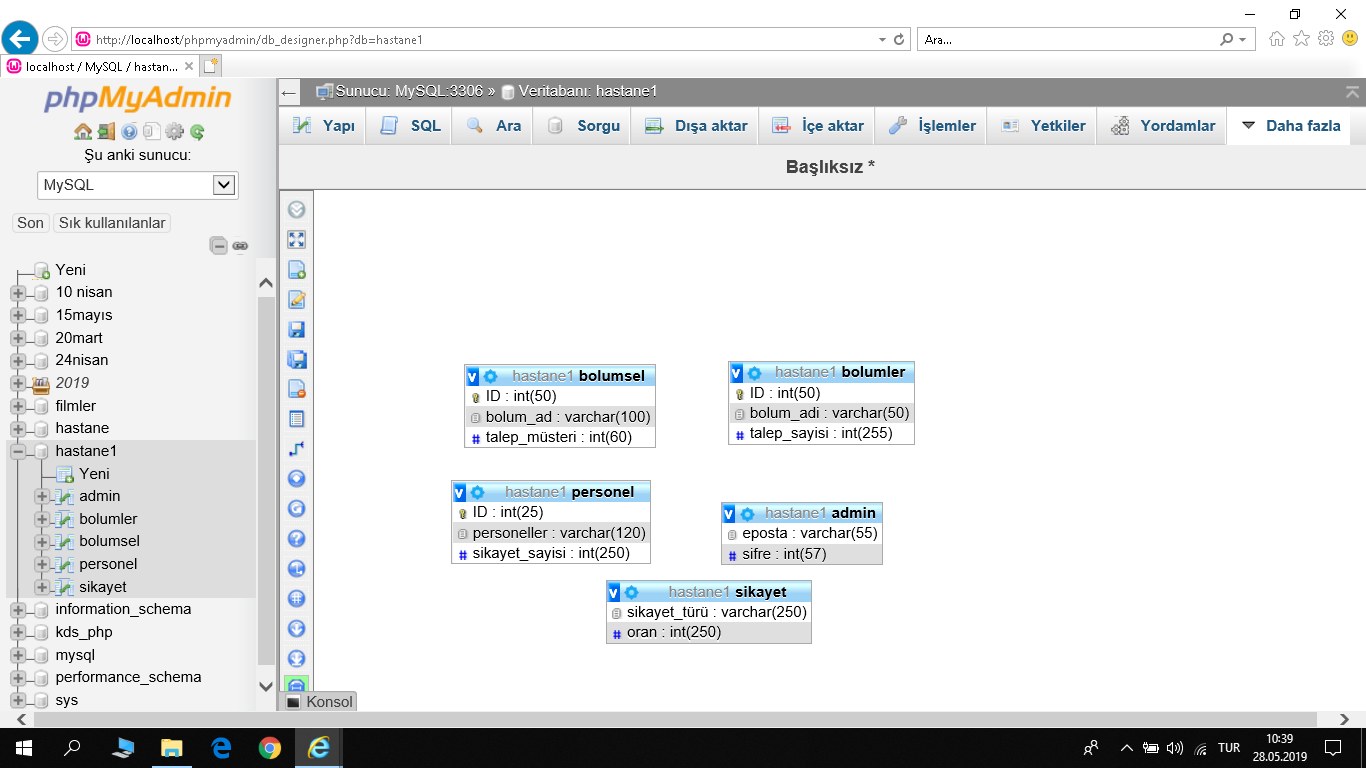 http://localhost/phpmyadmin/db_designer.php?db=hastane1
Ara...
localhost / MySQL / hastan...
phpMyAdmin
Şu anki sunucu:
MySQL
Son
Sık kullanılanlar
Yeni
10 nisan
15mayıs
20mart
24nisan
2019
filmler
hastane
hastane1
Yeni
admin
bolumler
bolumsel
personel
sikayet
information_schema
kds_php
mysql
performance_schema
sys
Sunucu: MySQL:3306 » Veritabanı: hastane1
Yapı
SQL
Ara
Sorgu
Dışa aktar
İçe aktar
İşlemler
Yetkiler
Yordamlar
Daha fazla
Başlıksız *
v hastane1 bolumsel
ID : int(50)
bolum_ad : varchar(100)
# talep_müsteri : int(60)
v hastane1 bolumler
ID : int(50)
bolum_adi : varchar(50)
# talep_sayisi : int(255)
v hastane1 personel
ID : int(25)
personeller : varchar(120)
# sikayet_sayisi : int(250)
v hastane1 admin
eposta : varchar(55)
# sifre : int(57)
v hastane1 sikayet
sikayet_türü : varchar(250)
# oran : int(250)
Konsol
TUR
10:39
28.05.2019